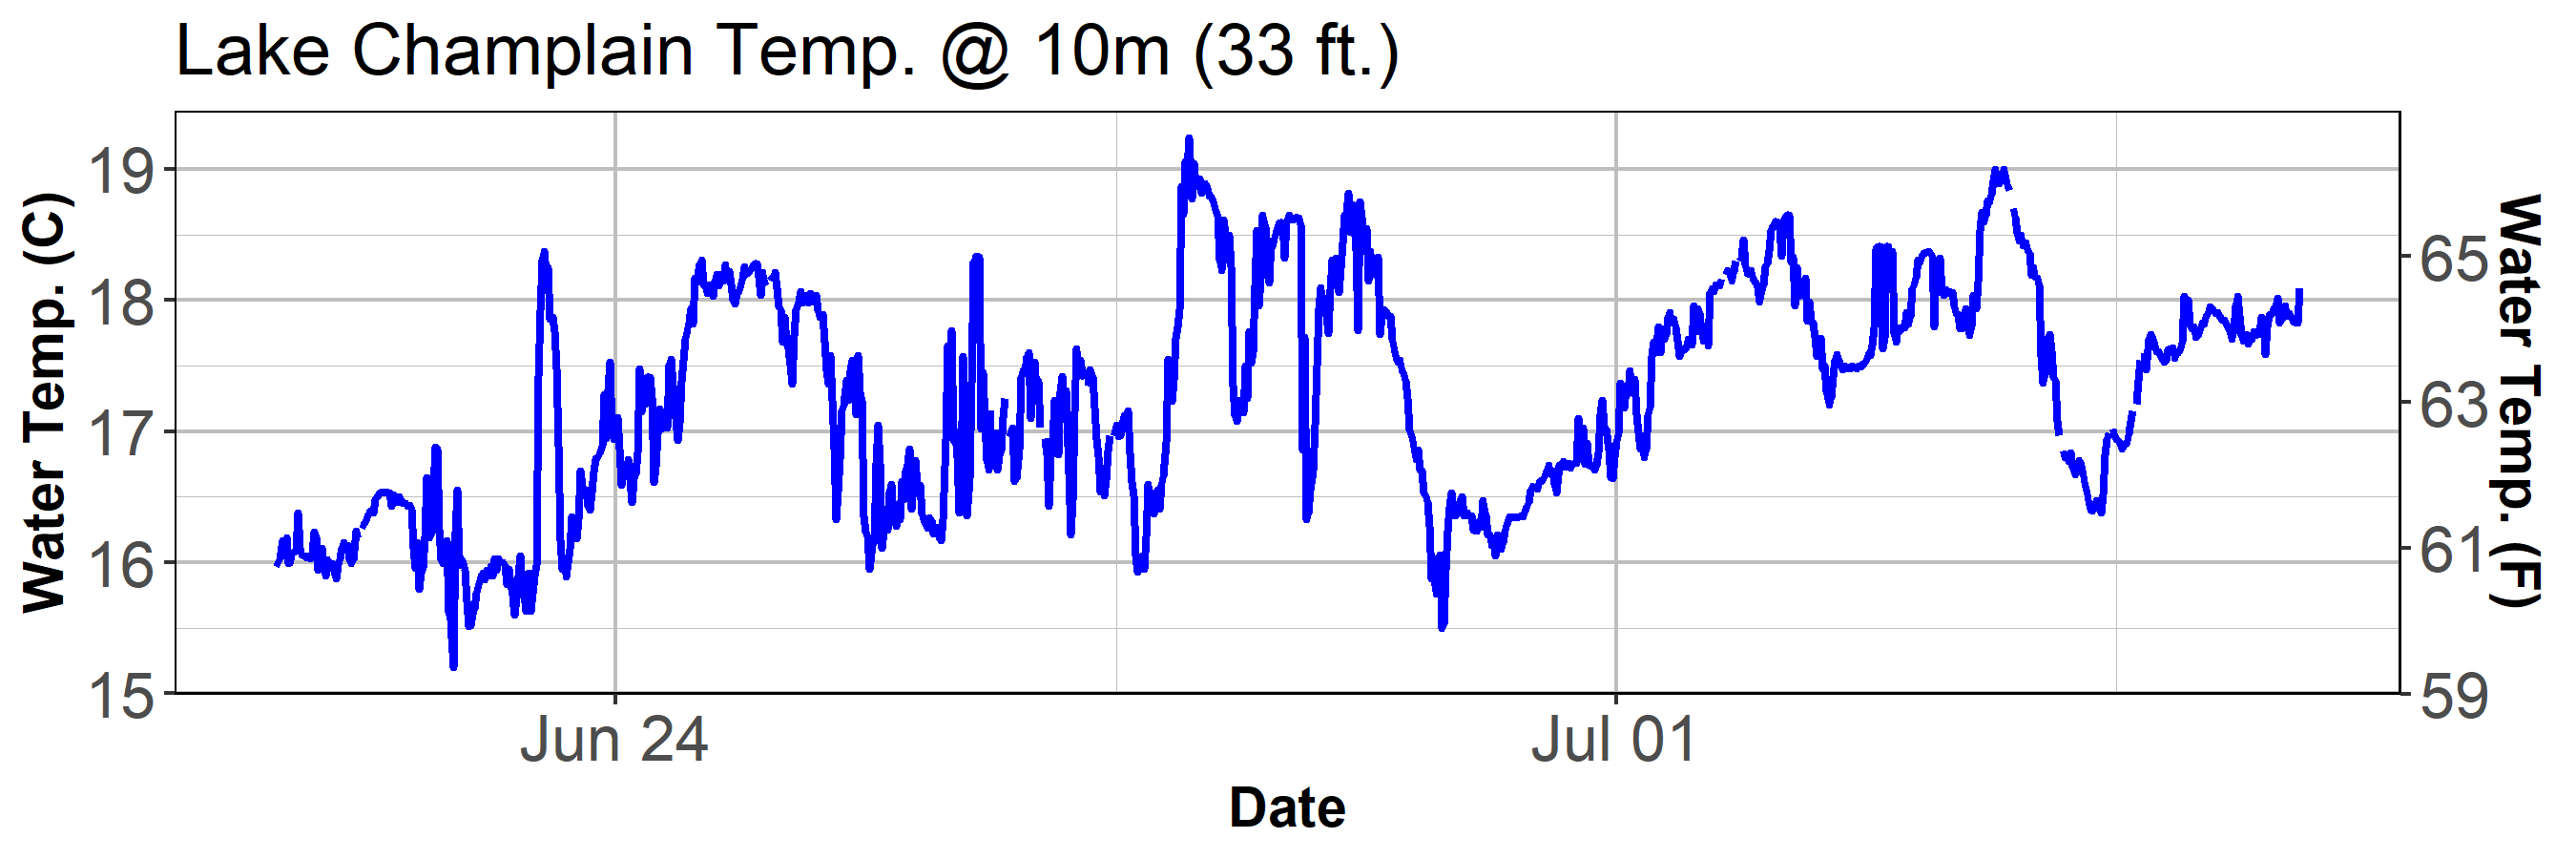 Lake Champlain Temp. @ 10m (33 ft.)
Water Temp. (C)
19
18
17
16
15
65
63
61
59
Water Temp. (F)
Jun 24
Jul 01
Date